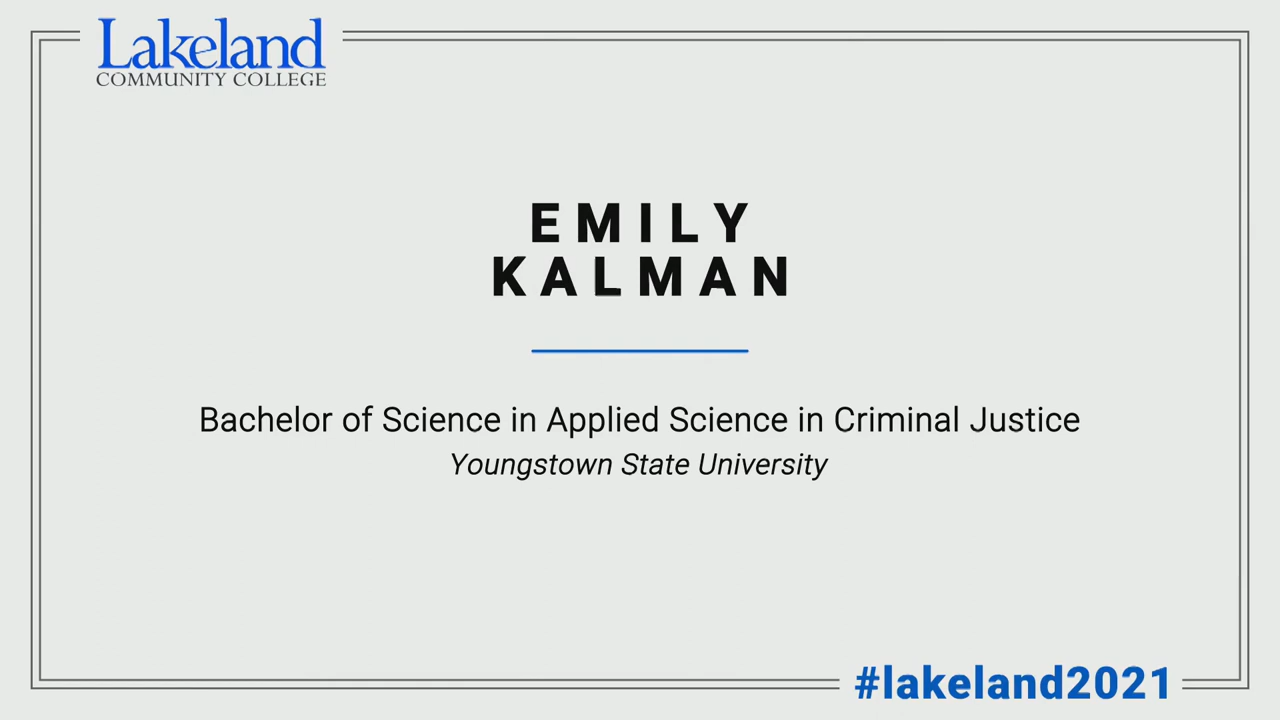 Lakeland
COMMUNITY COLLEGE
EMILY
KALMAN
Bachelor of Science in Applied Science in Criminal Justice
Youngstown State University
#lakeland2021